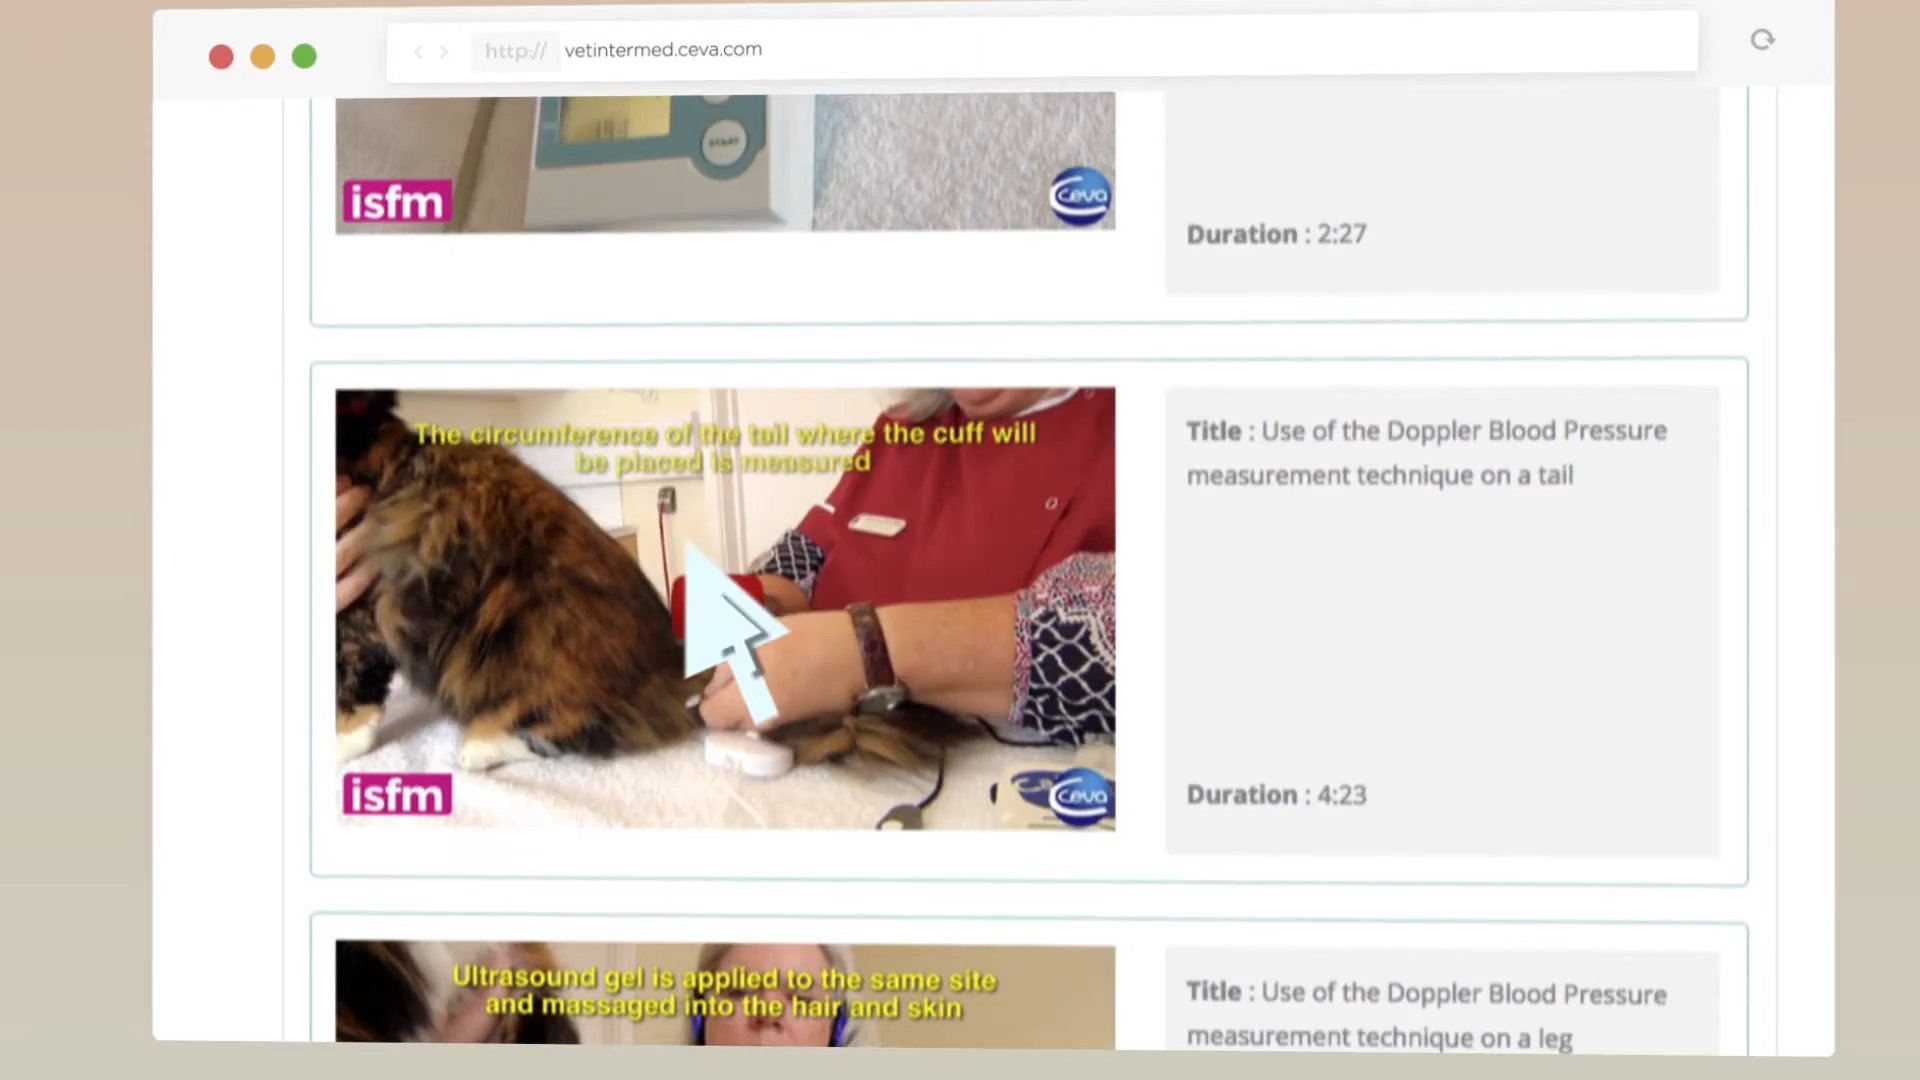 http://
vetintermed.ceva.com
START
isfm
ceva
Duration : 2:27
The circumference of the tail where the cuff will
be placed is measured
Title : Use of the Doppler Blood Pressure
measurement technique on a tail
isfm
ceva
Duration : 4:23
Ultrasound gel is applied to the same site
and massaged into the hair and skin
Title : Use of the Doppler Blood Pressure
measurement technique on a leg